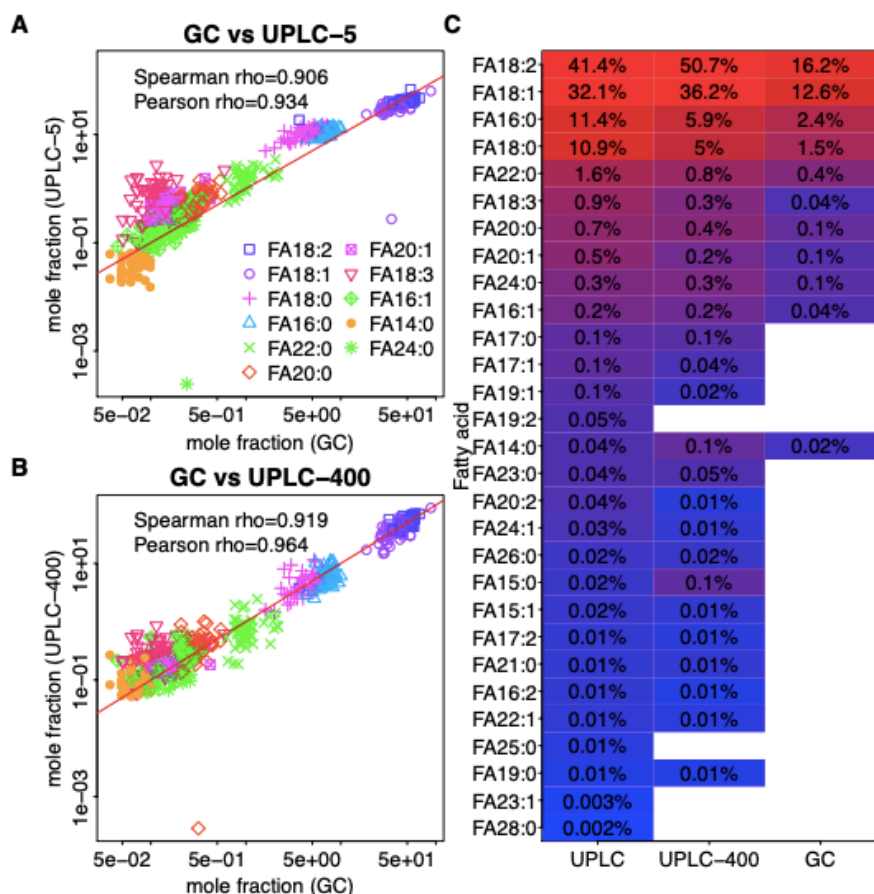 A
GC vs UPLC−5
Spearman rho=0.906
Pearson rho=0.934
mole fraction (UPLC−5)
1e+01
1e−01
1e−03
FA18:2
FA18:1
FA18:0
FA16:0
FA22:0
FA20:0
FA20:1
FA18:3
FA16:1
FA14:0
FA24:0
5e−02 5e−01 5e+00 5e+01
mole fraction (GC)
B
GC vs UPLC−400
Spearman rho=0.919
Pearson rho=0.964
mole fraction (UPLC−400)
1e+01
1e−01
1e−03
5e−02 5e−01 5e+00 5e+01
mole fraction (GC)
C
Fatty acid
FA18:2 41.4% 50.7% 16.2%
FA18:1 32.1% 36.2% 12.6%
FA16:0 11.4% 5.9% 2.4%
FA18:0 10.9% 5% 1.5%
FA22:0 1.6% 0.8% 0.4%
FA18:3 0.9% 0.3% 0.04%
FA20:0 0.7% 0.4% 0.1%
FA20:1 0.5% 0.2% 0.1%
FA24:0 0.3% 0.3% 0.1%
FA16:1 0.2% 0.2% 0.04%
FA17:0 0.1% 0.1%
FA17:1 0.1% 0.04%
FA19:1 0.1% 0.02%
FA19:2 0.05%
FA14:0 0.04% 0.1% 0.02%
FA23:0 0.04% 0.05%
FA20:2 0.04% 0.01%
FA24:1 0.03% 0.01%
FA26:0 0.02% 0.02%
FA15:0 0.02% 0.1%
FA15:1 0.02% 0.01%
FA17:2 0.01% 0.01%
FA21:0 0.01% 0.01%
FA16:2 0.01% 0.01%
FA22:1 0.01% 0.01%
FA25:0 0.01%
FA19:0 0.01% 0.01%
FA23:1 0.003%
FA28:0 0.002%
UPLC UPLC−400 GC